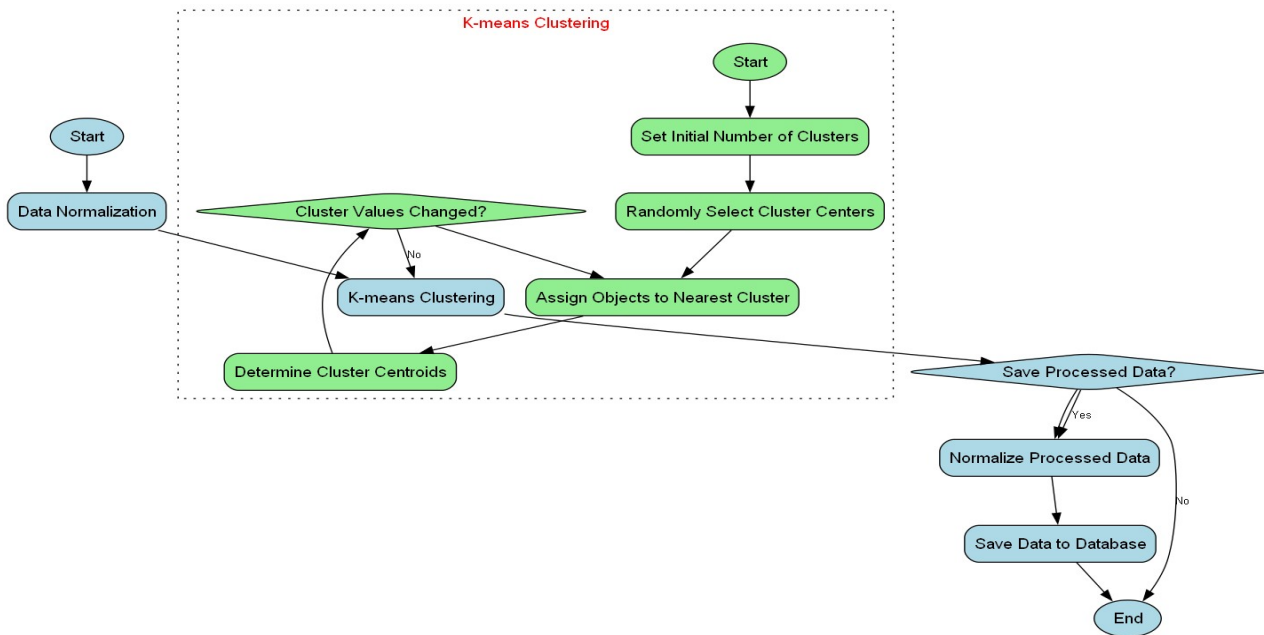 K-means Clustering
Start
Start
Set Initial Number of Clusters
Data Normalization
Cluster Values Changed?
Randomly Select Cluster Centers
No
K-means Clustering
Assign Objects to Nearest Cluster
Determine Cluster Centroids
Save Processed Data?
Yes
Normalize Processed Data
No
Save Data to Database
End